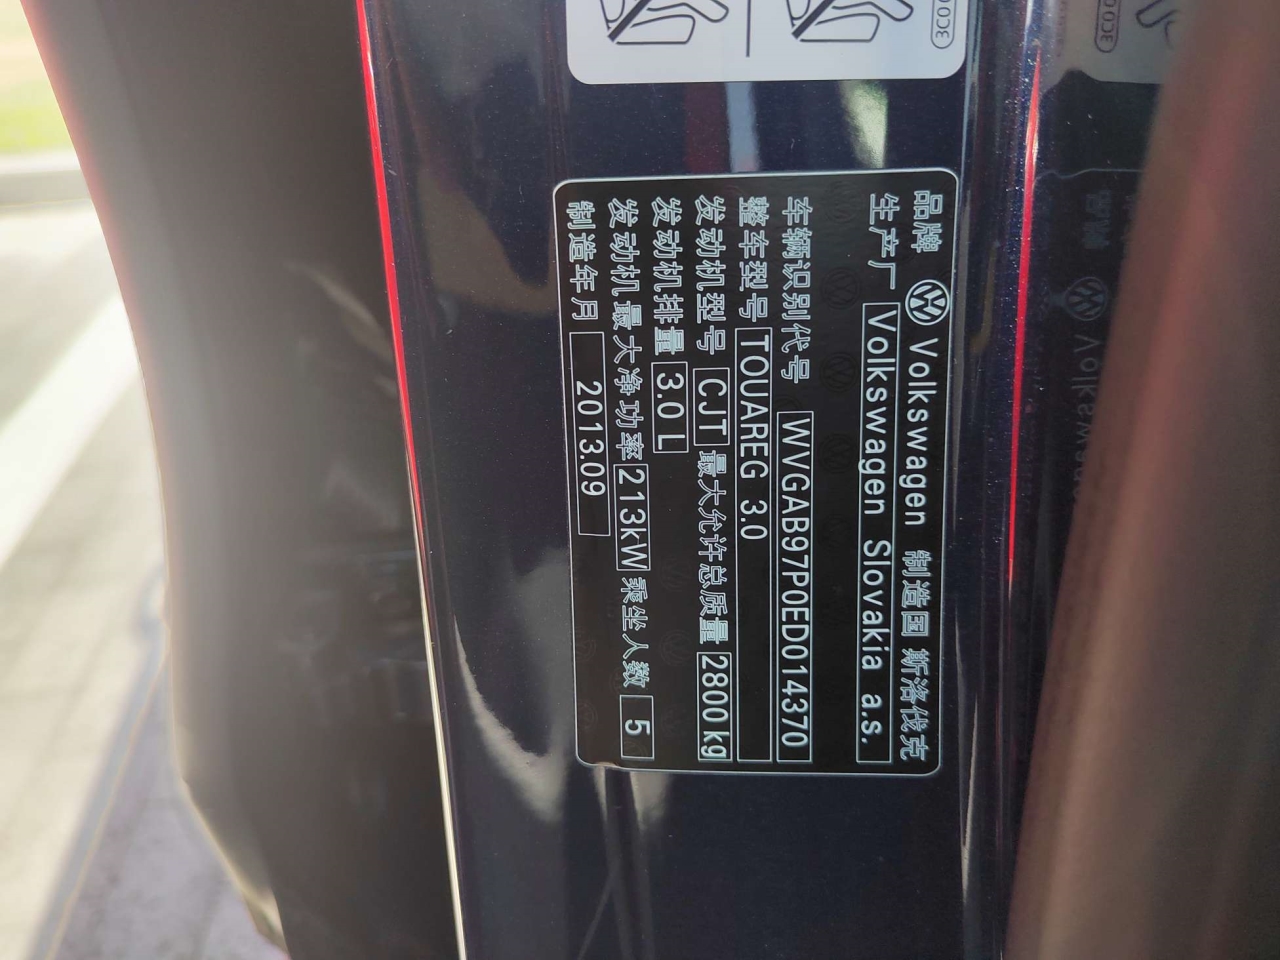 3C00
品牌 Volkswagen 制造国 斯洛伐克
生产厂 Volkswagen Slovakia a.s.
车辆识别代号 WVGAB97P0ED014370
整车型号 TOUAREG 3.0
发动机型号 CJT 最大允许总质量 2800kg
发动机排量 3.0L
发动机最大净功率 213kW 乘坐人数 5
制造年月 2013.09